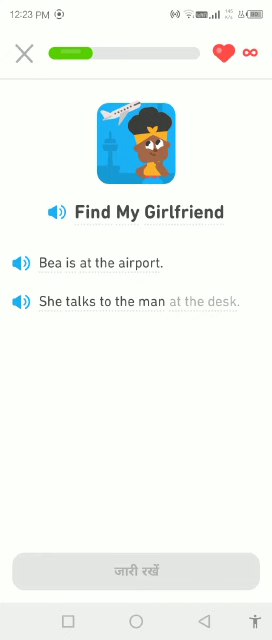 12:23 PM
Find My Girlfriend
Bea is at the airport.
She talks to the man at the desk.
जारी रखें